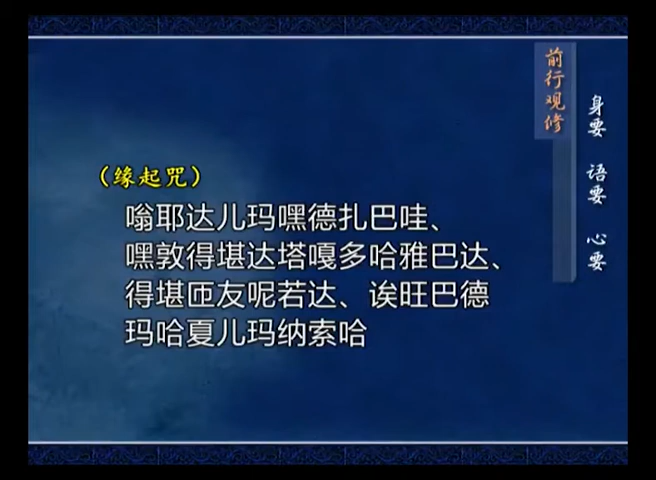 前行观修
身要 语要 心要
（缘起咒）
嗡耶达儿玛嘿德扎巴哇、
嘿敦得堪达塔嘎多哈雅巴达、
得堪匝友呢若达、诶旺巴德
玛哈夏儿玛纳索哈